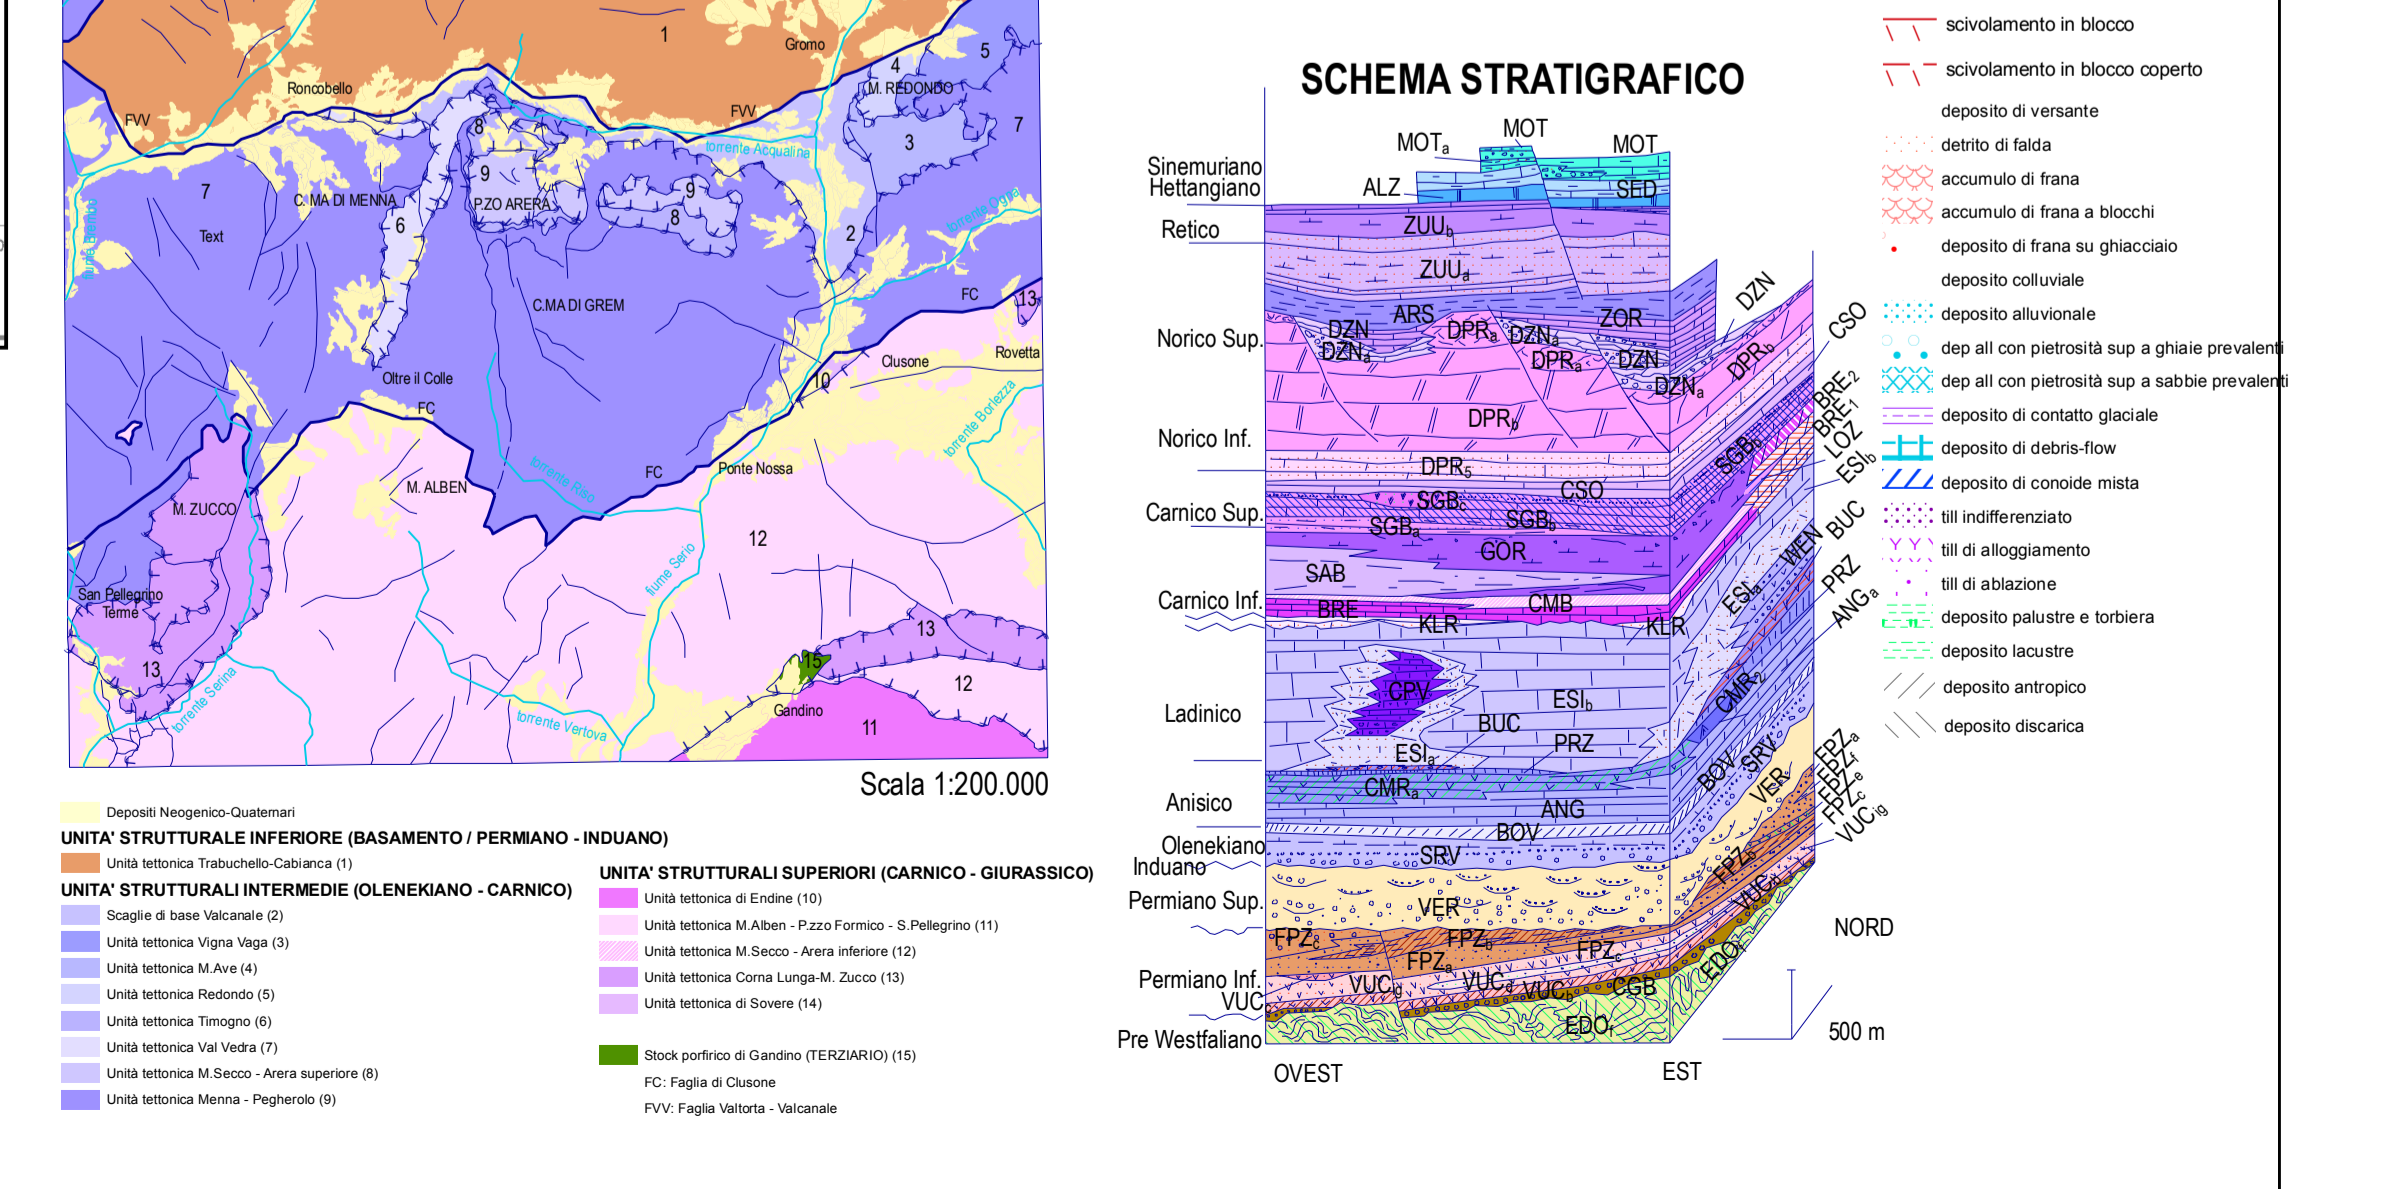 1
Gromo
5
4
Roncobello
M. REDONDO
7
FVV
FVV
8
3
torrente Acqualina
9
9
7
C. MA DI MENNA
P.ZO ARERA
8
6
Text
2
torrente Ogna
fiume Brembo
C.MA DI GREM
FC
13
Clusone
Rovetta
Oltre il Colle
10
FC
torrente Borlezza
torrente Riso
FC
Ponte Nossa
M. ALBEN
M. ZUCCO
12
fiume Serio
San Pellegrino
Terme
13
13
15
12
torrente Serina
torrente Vertova
Gandino
11
Scala 1:200.000
Depositi Neogenico-Quaternari
UNITA' STRUTTURALE INFERIORE (BASAMENTO / PERMIANO - INDUANO)
Unità tettonica Trabuchello-Cabianca (1)
UNITA' STRUTTURALI INTERMEDIE (OLENEKIANO - CARNICO)
Scaglie di base Valcanale (2)
Unità tettonica Vigna Vaga (3)
Unità tettonica M.Ave (4)
Unità tettonica Redondo (5)
Unità tettonica Timogno (6)
Unità tettonica Val Vedra (7)
Unità tettonica M.Secco - Arera superiore (8)
Unità tettonica Menna - Pegherolo (9)
UNITA' STRUTTURALI SUPERIORI (CARNICO - GIURASSICO)
Unità tettonica di Endine (10)
Unità tettonica M.Alben - P.zzo Formico - S.Pellegrino (11)
Unità tettonica M.Secco - Arera inferiore (12)
Unità tettonica Corna Lunga-M. Zucco (13)
Unità tettonica di Sovere (14)
Stock porfirico di Gandino (TERZIARIO) (15)
FC: Faglia di Clusone
FVV: Faglia Valtorta - Valcanale
SCHEMA STRATIGRAFICO
MOT
MOTa
MOT
Sinemuriano
Hettangiano
ALZ
SED
Retico
ZUUb
ZUUa
ARS
ZOR
DZN
Norico Sup.
DZN
DPRa
DZNa
DZNa
DPRa
DZN
DPRb
CSO
DZNa
BRE2
Norico Inf.
DPRb
BRE1
LOZ
DPR5
SGBb
ESIb
CSO
Carnico Sup.
SGBc
SGBa
SGBb
GOR
WEN
BUC
SAB
PRZ
Carnico Inf.
BRE
CMB
ESIa
ANGa
KLR
KLR
CPV
ESIb
CMR2
Ladinico
BUC
PRZ
ESIa
FPZa
FPZf
FPZe
FPZc
VUCig
CMRa
BOV
SRV
VER
Anisico
ANG
BOV
Olenekiano
SRV
Induano
Permiano Sup.
VER
FPZb
VUCb
NORD
FPZc
FPZb
FPZc
FPZa
EDOf
Permiano Inf.
VUCig
VUCd
VUCb
CGB
VUC
Pre Westfaliano
EDOf
500 m
OVEST
EST
scivolamento in blocco
scivolamento in blocco coperto
deposito di versante
detrito di falda
accumulo di frana
accumulo di frana a blocchi
deposito di frana su ghiacciaio
deposito colluviale
deposito alluvionale
dep all con pietrosità sup a ghiaie prevalenti
dep all con pietrosità sup a sabbie prevalenti
deposito di contatto glaciale
deposito di debris-flow
deposito di conoide mista
till indifferenziato
till di alloggiamento
till di ablazione
deposito palustre e torbiera
deposito lacustre
deposito antropico
deposito discarica